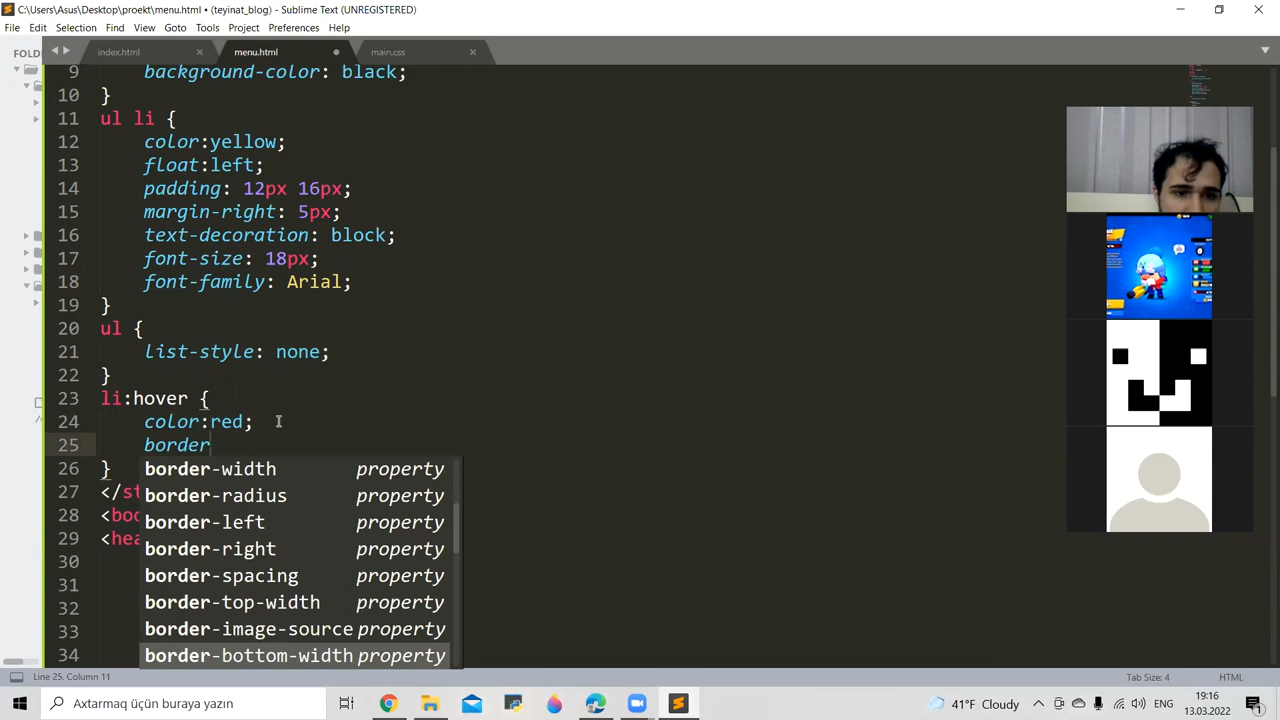 C:\Users\Asus\Desktop\proekt\menu.html • (teyinat_blog) - Sublime Text (UNREGISTERED)
File Edit Selection Find View Goto Tools Project Preferences Help
FOLD
index.html
menu.html
main.css
9 background-color: black;
10 }
11 ul li {
12 color:yellow;
13 float:left;
14 padding: 12px 16px;
15 margin-right: 5px;
16 text-decoration: block;
17 font-size: 18px;
18 font-family: Arial;
19 }
20 ul {
21 list-style: none;
22 }
23 li:hover {
24 color:red;
25 border
26 }
27 </st
28 <boo
29 <hea
30
31
32
33
34
border-width property
border-radius property
border-left property
border-right property
border-spacing property
border-top-width property
border-image-source property
border-bottom-width property
Line 25, Column 11
Tab Size: 4
HTML
Axtarmaq üçün buraya yazın
41°F Cloudy
ENG
19:16
13.03.2022
1